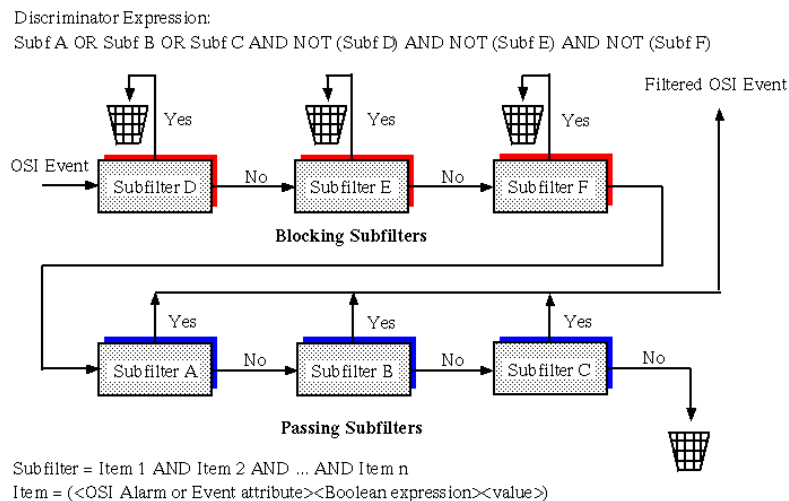 Discriminator Expression:
Subf A OR Subf B OR Subf C AND NOT (Subf D) AND NOT (Subf E) AND NOT (Subf F)
Filtered OSI Event
Yes
Yes
Yes
OSI Event
Subfilter D
No
Subfilter E
No
Subfilter F
Blocking Subfilters
Yes
Yes
Yes
Subfilter A
No
Subfilter B
No
Subfilter C
No
Passing Subfilters
Subfilter = Item 1 AND Item 2 AND ... AND Item n
Item = (<OSI Alarm or Event attribute><Boolean expression><value>)